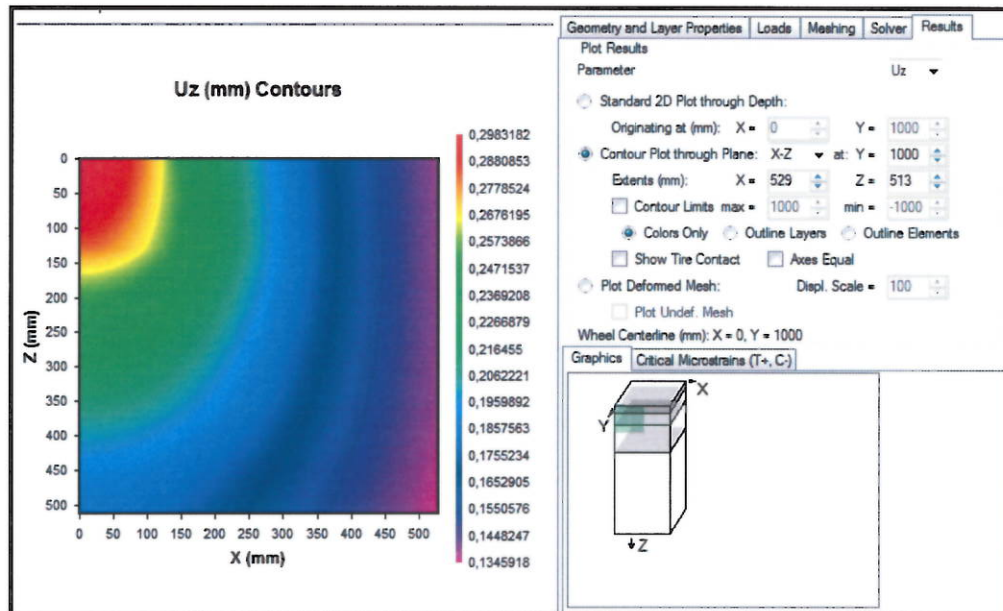 Uz (mm) Contours
0,2983182
0,2880853
0,2778524
0,2676195
0,2573866
0,2471537
0,2369208
0,2266879
0,216455
0,2062221
0,1959892
0,1857563
0,1755234
0,1652905
0,1550576
0,1448247
0,1345918
0
50
100
150
200
250
300
350
400
450
500
Z (mm)
0 50 100 150 200 250 300 350 400 450 500
X (mm)
Geometry and Layer Properties Loads Meshing Solver Results
Plot Results
Parameter Uz
Standard 2D Plot through Depth:
Originating at (mm): X = 0 Y = 1000
Contour Plot through Plane: X-Z at: Y = 1000
Extents (mm): X = 529 Z = 513
Contour Limits max = 1000 min = -1000
Colors Only Outline Layers Outline Elements
Show Tire Contact Axes Equal
Plot Deformed Mesh: Displ. Scale = 100
Plot Undef. Mesh
Wheel Centerline (mm): X = 0, Y = 1000
Graphics Critical Microstrains (T+, C-)
X
Y
Z